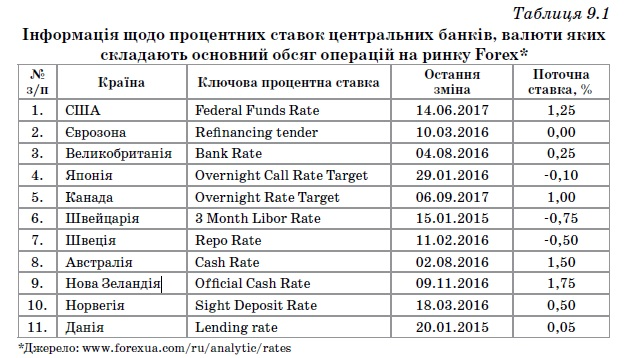 Таблиця 9.1
Інформація щодо процентних ставок центральних банків, валюти яких
складають основний обсяг операцій на ринку Forex*
№ з/п Країна Ключова процентна ставка Остання зміна Поточна ставка, %
1. США Federal Funds Rate 14.06.2017 1,25
2. Єврозона Refinancing tender 10.03.2016 0,00
3. Великобританія Bank Rate 04.08.2016 0,25
4. Японія Overnight Call Rate Target 29.01.2016 -0,10
5. Канада Overnight Rate Target 06.09.2017 1,00
6. Швейцарія 3 Month Libor Rate 15.01.2015 -0,75
7. Швеція Repo Rate 11.02.2016 -0,50
8. Австралія Cash Rate 02.08.2016 1,50
9. Нова Зеландія Official Cash Rate 09.11.2016 1,75
10. Норвегія Sight Deposit Rate 18.03.2016 0,50
11. Данія Lending rate 20.01.2015 0,05
*Джерело: www.forexua.com/ru/analytic/rates